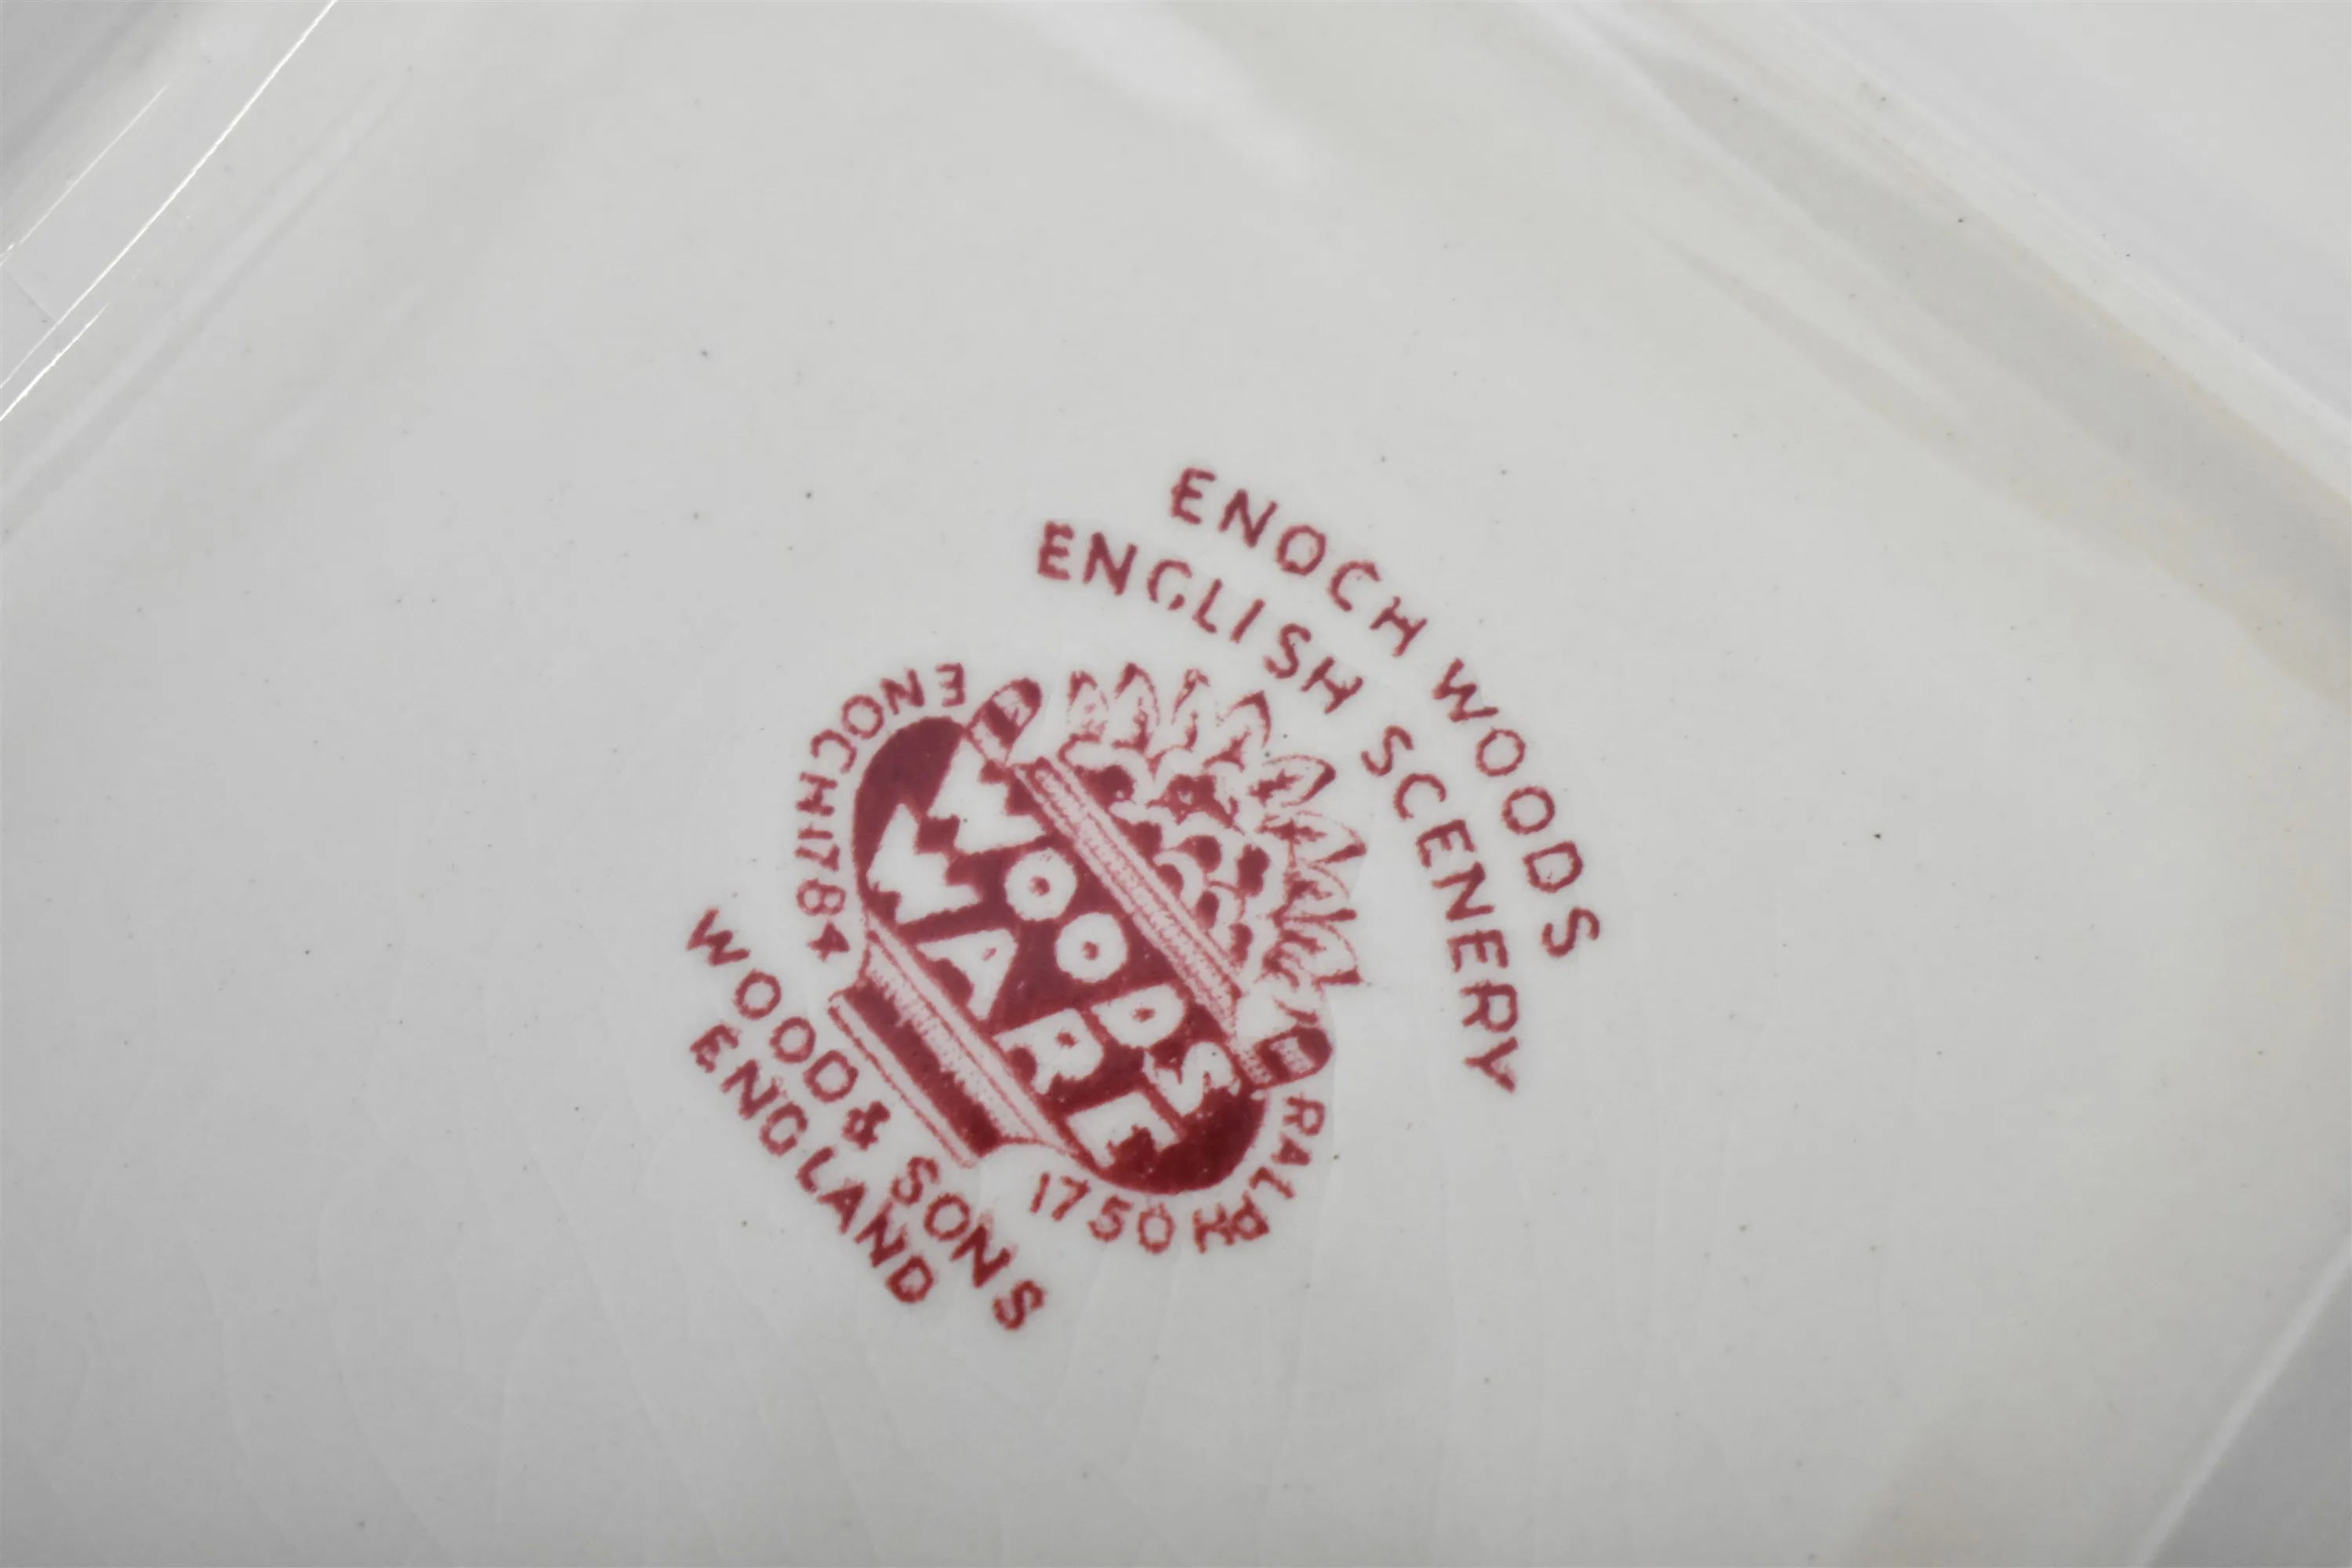 ENOCH WOODS
ENGLISH SCENERY
WOODS
WARE
ENOCH 1784
RALPH 1750
WOOD & SONS
ENGLAND